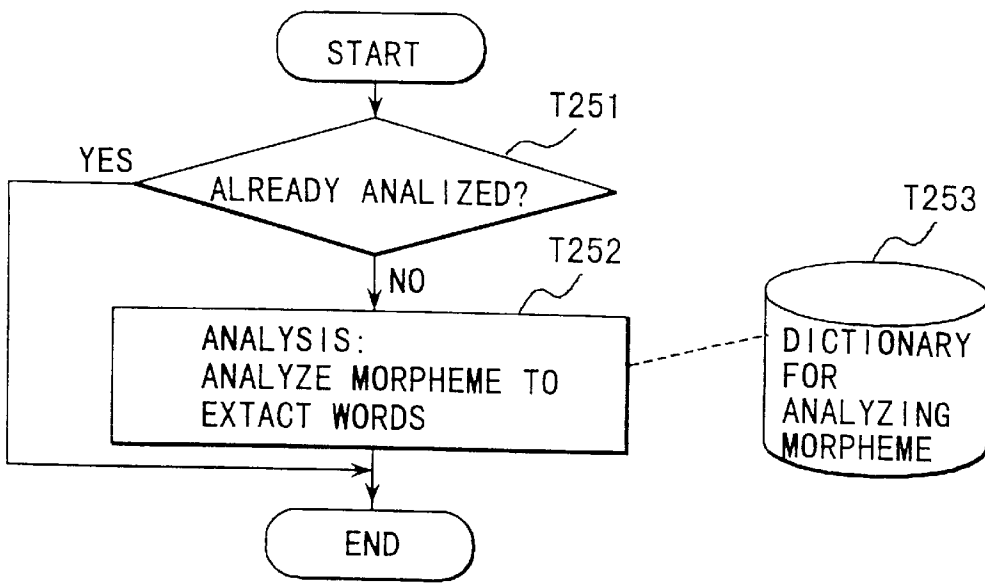 START
T251
YES
ALREADY ANALIZED?
T253
T252
NO
ANALYSIS:
ANALYZE MORPHEME TO
EXTACT WORDS
DICTIONARY
FOR
ANALYZING
MORPHEME
END